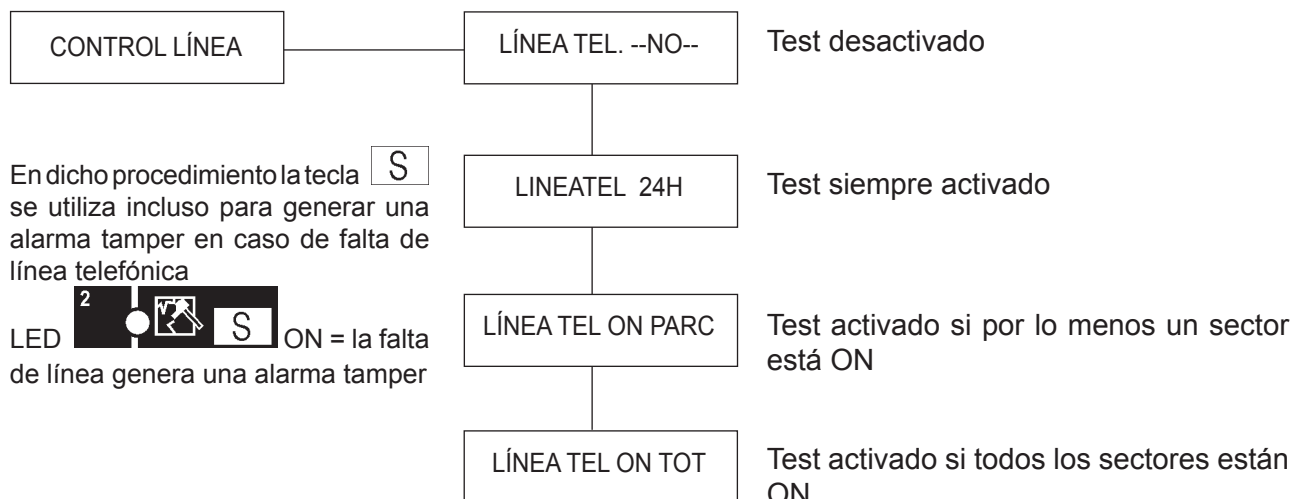 CONTROL LÍNEA
LÍNEA TEL. --NO--
Test desactivado
En dicho procedimiento la tecla S
se utiliza incluso para generar una
alarma tamper en caso de falta de
línea telefónica
LED 2 S ON = la falta
de línea genera una alarma tamper
LINEATEL 24H
Test siempre activado
LÍNEA TEL ON PARC
Test activado si por lo menos un sector
está ON
LÍNEA TEL ON TOT
Test activado si todos los sectores están
ON